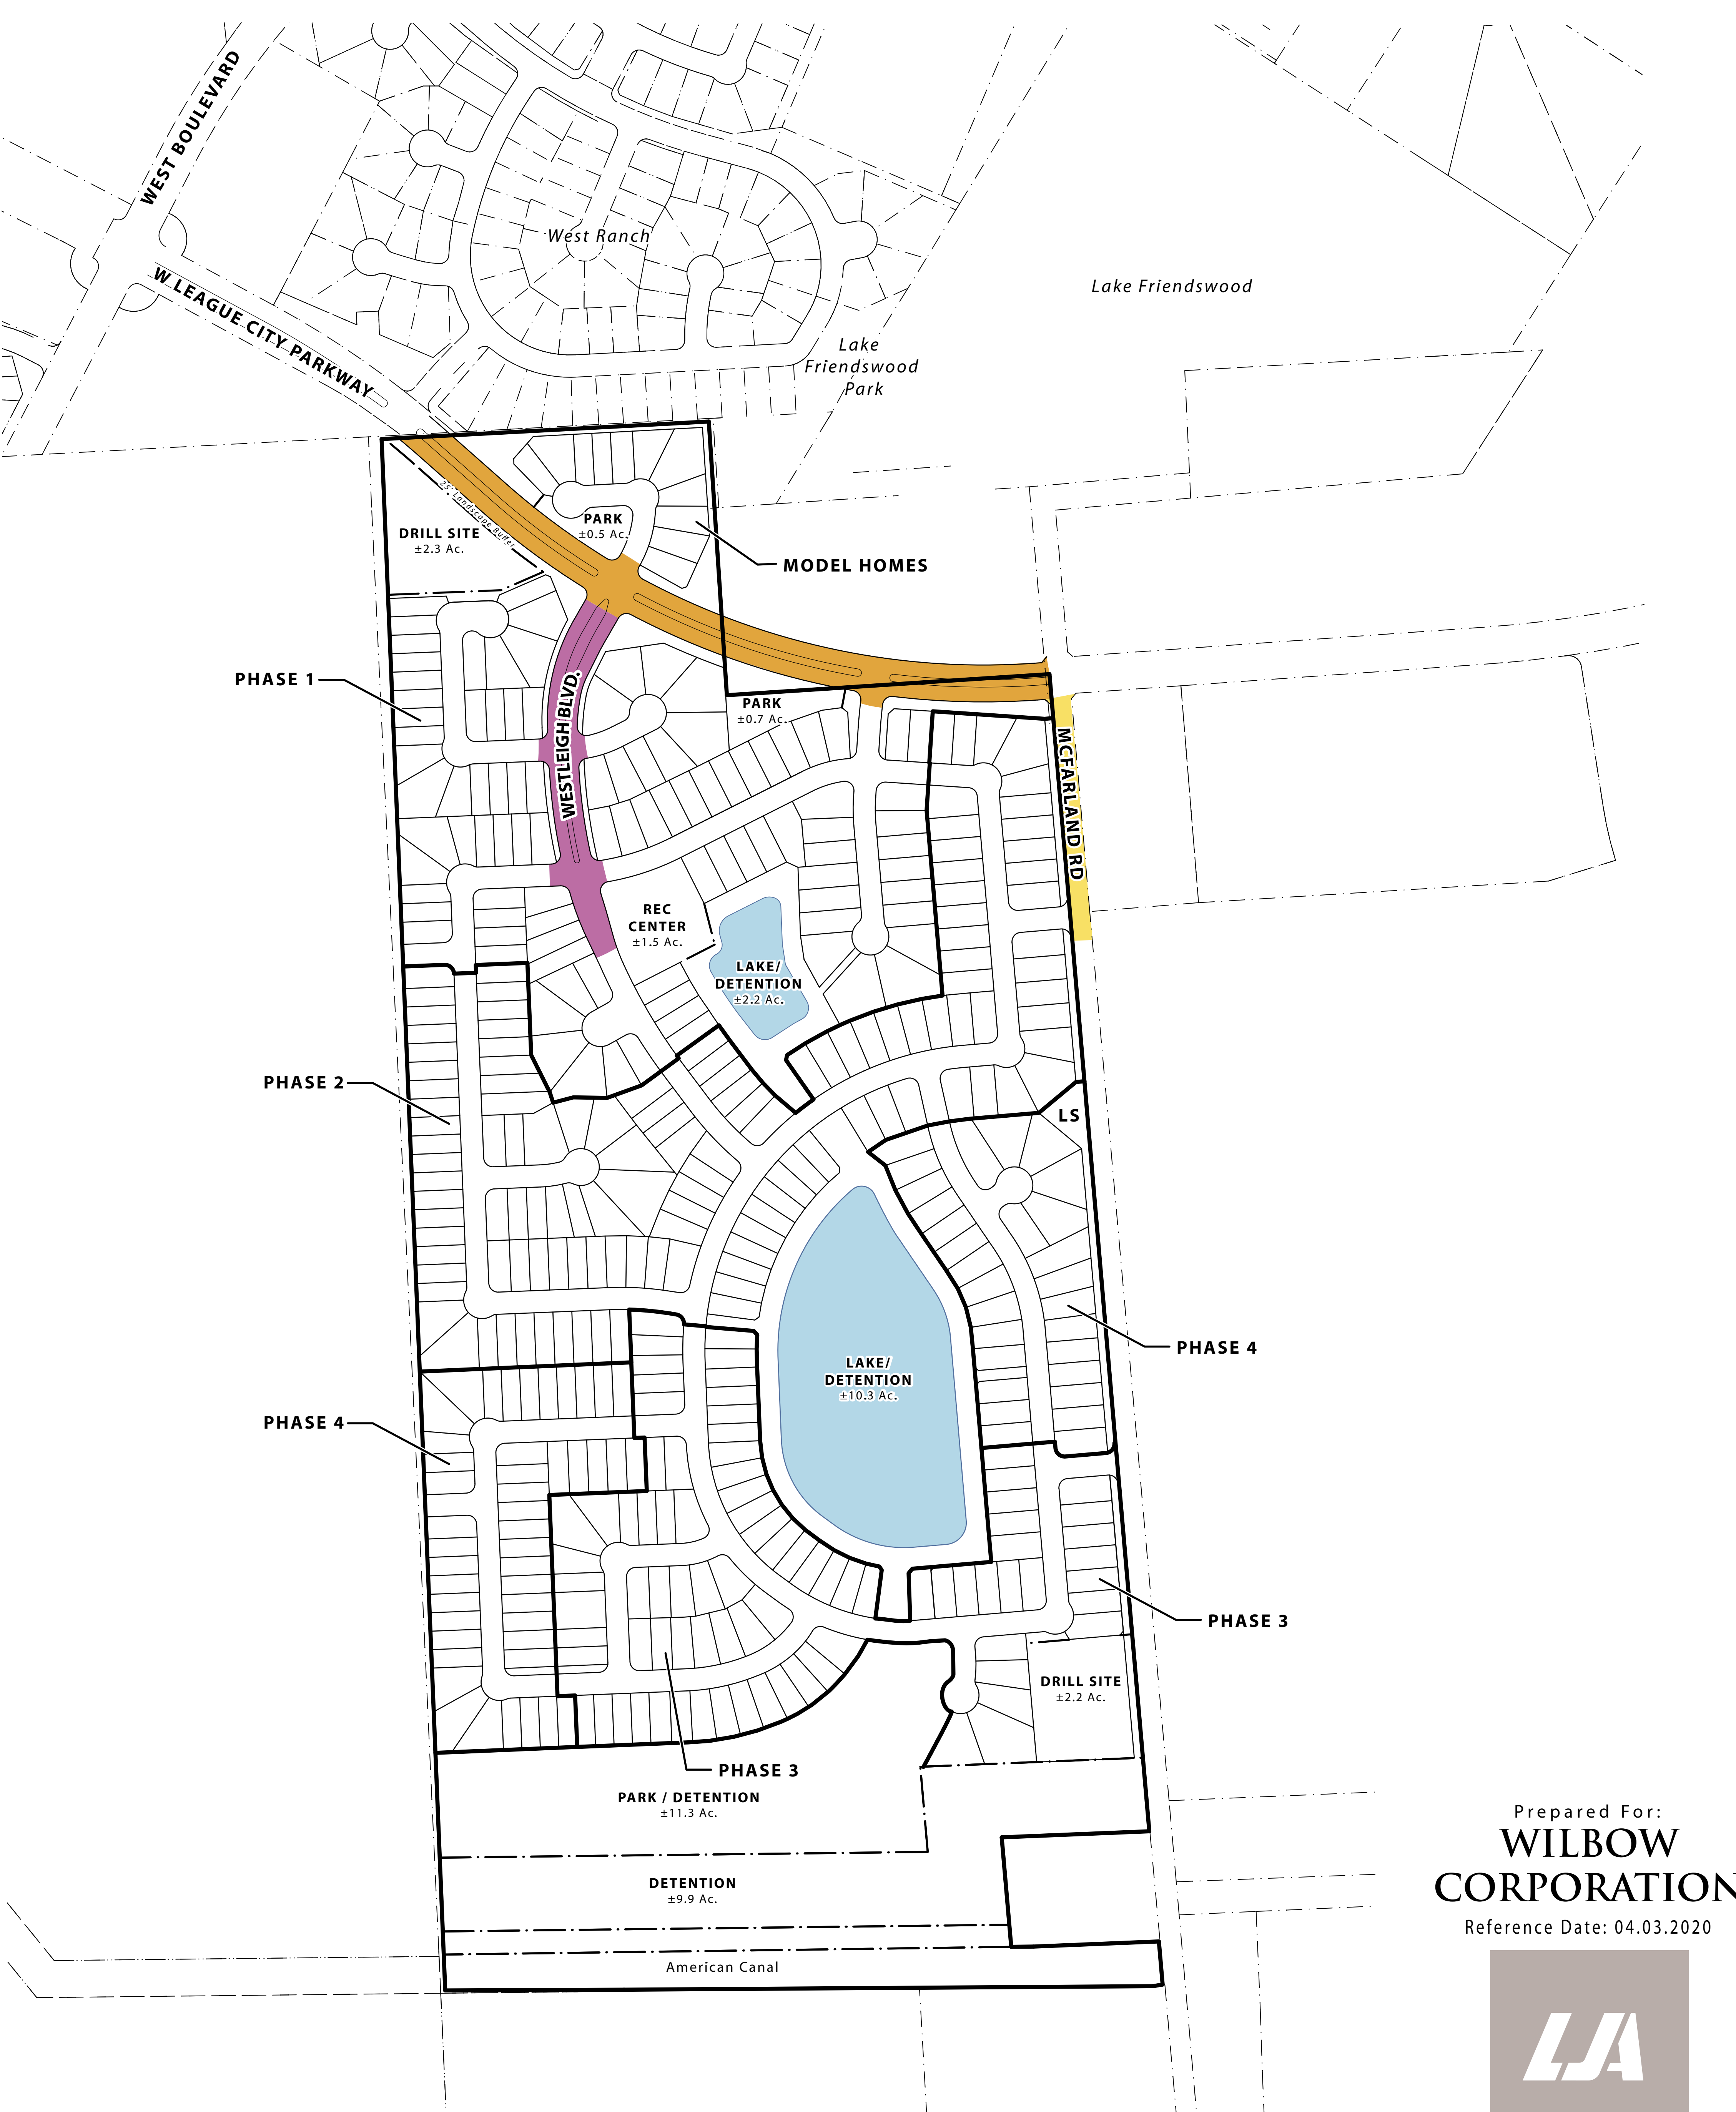 WEST BOULEVARD
West Ranch
W LEAGUE CITY PARKWAY
Lake Friendswood
Lake
Friendswood
Park
25' Landscape Buffer
DRILL SITE
±2.3 Ac.
PARK
±0.5 Ac.
MODEL HOMES
PHASE 1
WESTLEIGH BLVD.
PARK
±0.7 Ac.
MCFARLAND RD
REC
CENTER
±1.5 Ac.
LAKE/
DETENTION
±2.2 Ac.
PHASE 2
LS
PHASE 4
LAKE/
DETENTION
±10.3 Ac.
PHASE 4
PHASE 3
DRILL SITE
±2.2 Ac.
PHASE 3
PARK / DETENTION
±11.3 Ac.
DETENTION
±9.9 Ac.
American Canal
Prepared For:
WILBOW
CORPORATION
Reference Date: 04.03.2020
LJA